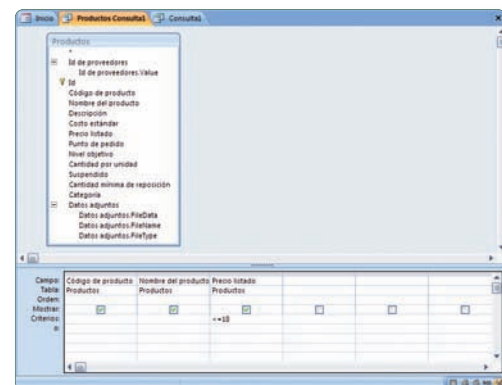 Inicio Productos Consulta1 Consulta1
Productos
*
Id de proveedores
Id de proveedores.Value
Id
Código de producto
Nombre del producto
Descripción
Costo estándar
Precio listado
Punto de pedido
Nivel objetivo
Cantidad por unidad
Suspendido
Cantidad mínima de reposición
Categoría
Datos adjuntos
Datos adjuntos.FileData
Datos adjuntos.FileName
Datos adjuntos.FileType
Campo: Código de producto Nombre del producto Precio listado
Tabla: Productos Productos Productos
Orden:
Mostrar:
Criterios: <=10
o: